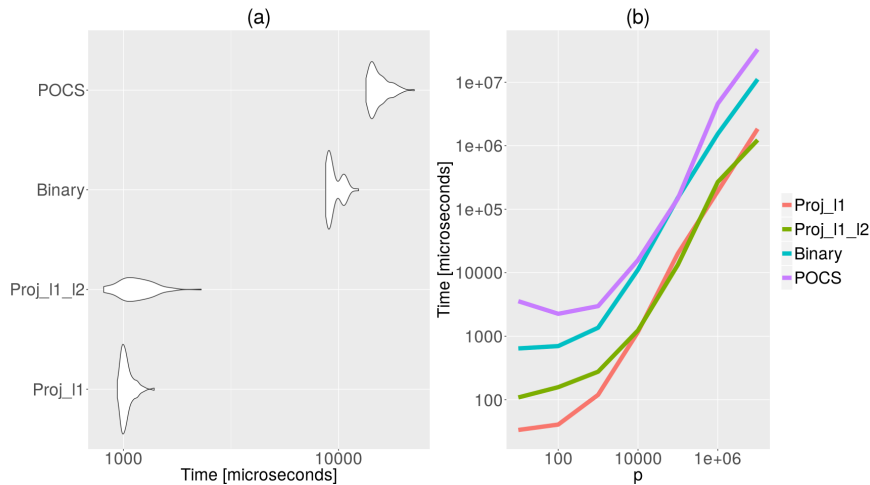 (a)
POCS
Binary
Proj_l1_l2
Proj_l1
1000
10000
Time [microseconds]
(b)
Time [microseconds]
1e+07
1e+06
1e+05
10000
1000
100
100
10000
1e+06
p
Proj_l1
Proj_l1_l2
Binary
POCS